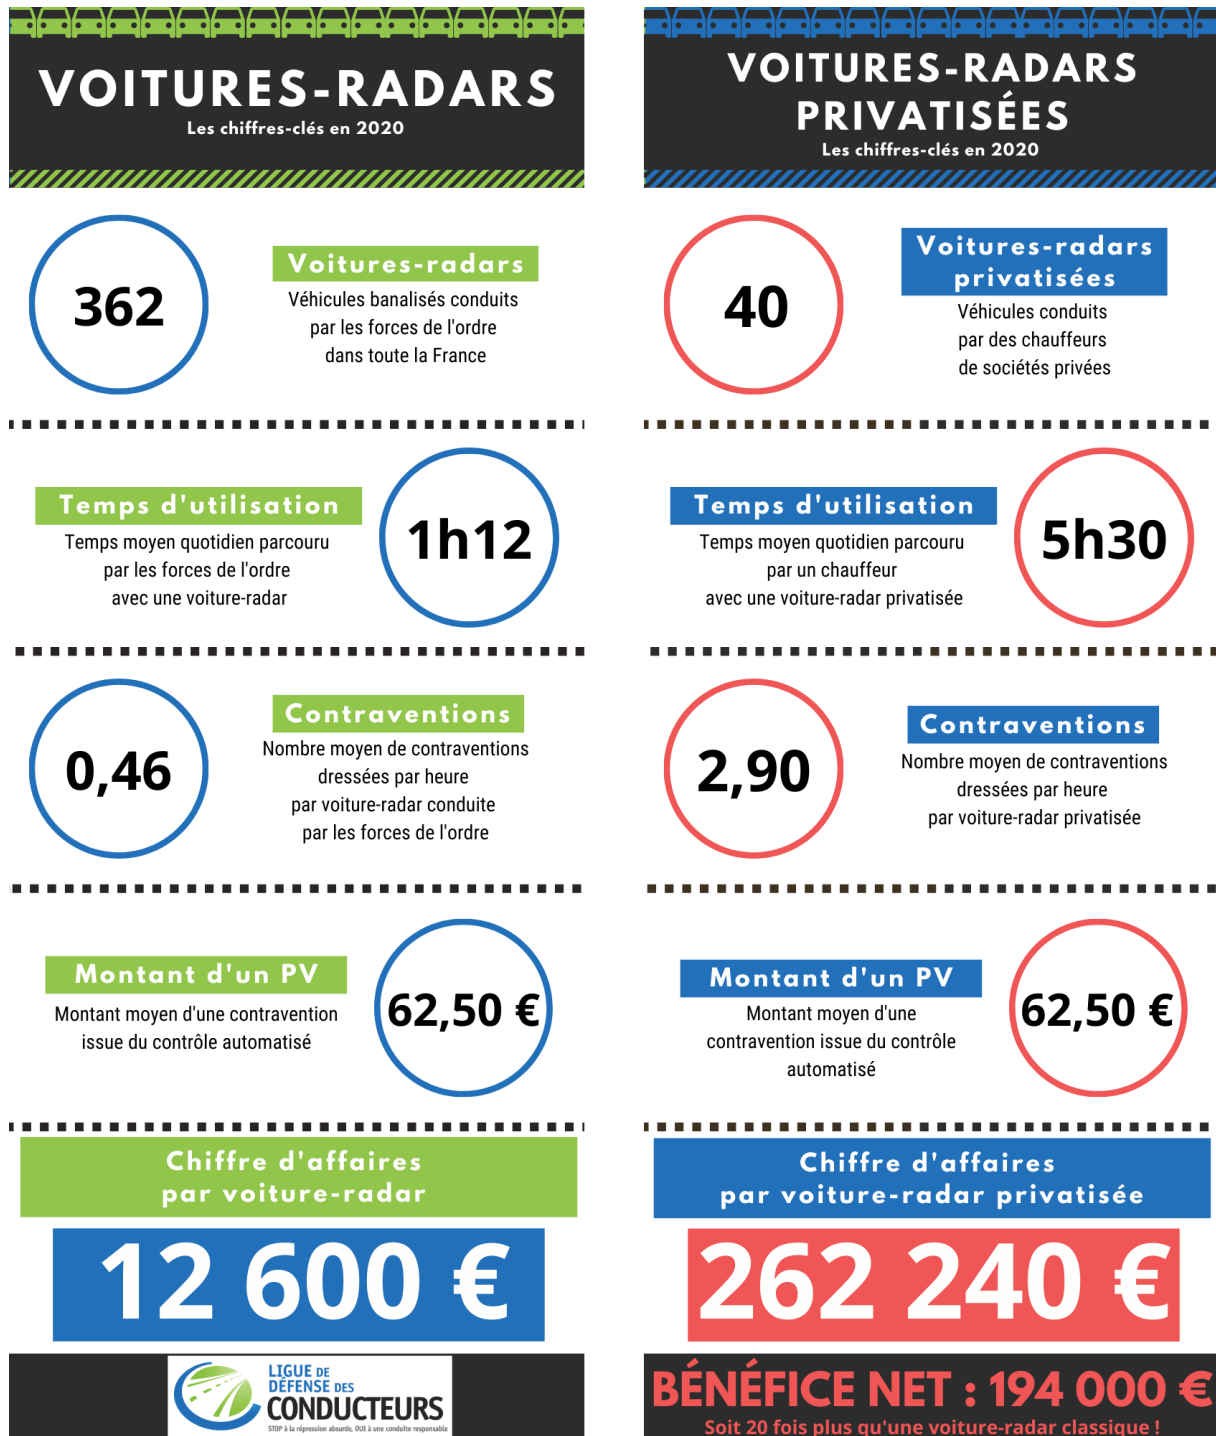 VOITURES-RADARS
Les chiffres-clés en 2020
362
Voitures-radars
Véhicules banalisés conduits
par les forces de l'ordre
dans toute la France
Temps d'utilisation
Temps moyen quotidien parcouru
par les forces de l'ordre
avec une voiture-radar
1h12
0,46
Contraventions
Nombre moyen de contraventions
dressées par heure
par voiture-radar conduite
par les forces de l'ordre
Montant d'un PV
Montant moyen d'une contravention
issue du contrôle automatisé
62,50 €
Chiffre d'affaires
par voiture-radar
12 600 €
LIGUE DE
DÉFENSE DES
CONDUCTEURS
STOP à la répression absurde, OUI à une conduite responsable
VOITURES-RADARS
PRIVATISÉES
Les chiffres-clés en 2020
40
Voitures-radars
privatisées
Véhicules conduits
par des chauffeurs
de sociétés privées
Temps d'utilisation
Temps moyen quotidien parcouru
par un chauffeur
avec une voiture-radar privatisée
5h30
2,90
Contraventions
Nombre moyen de contraventions
dressées par heure
par voiture-radar privatisée
Montant d'un PV
Montant moyen d'une
contravention issue du contrôle
automatisé
62,50 €
Chiffre d'affaires
par voiture-radar privatisée
262 240 €
BÉNÉFICE NET : 194 000 €
Soit 20 fois plus qu'une voiture-radar classique !